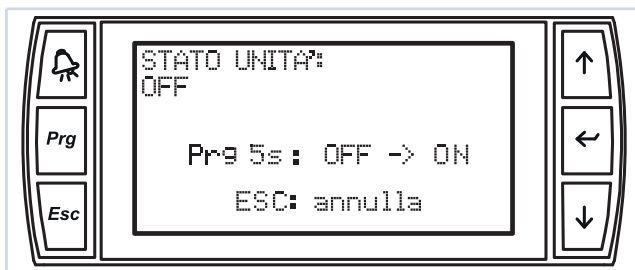 STATO UNITA':
OFF
Prg 5s: OFF -> ON
ESC: annulla
Prg
Esc